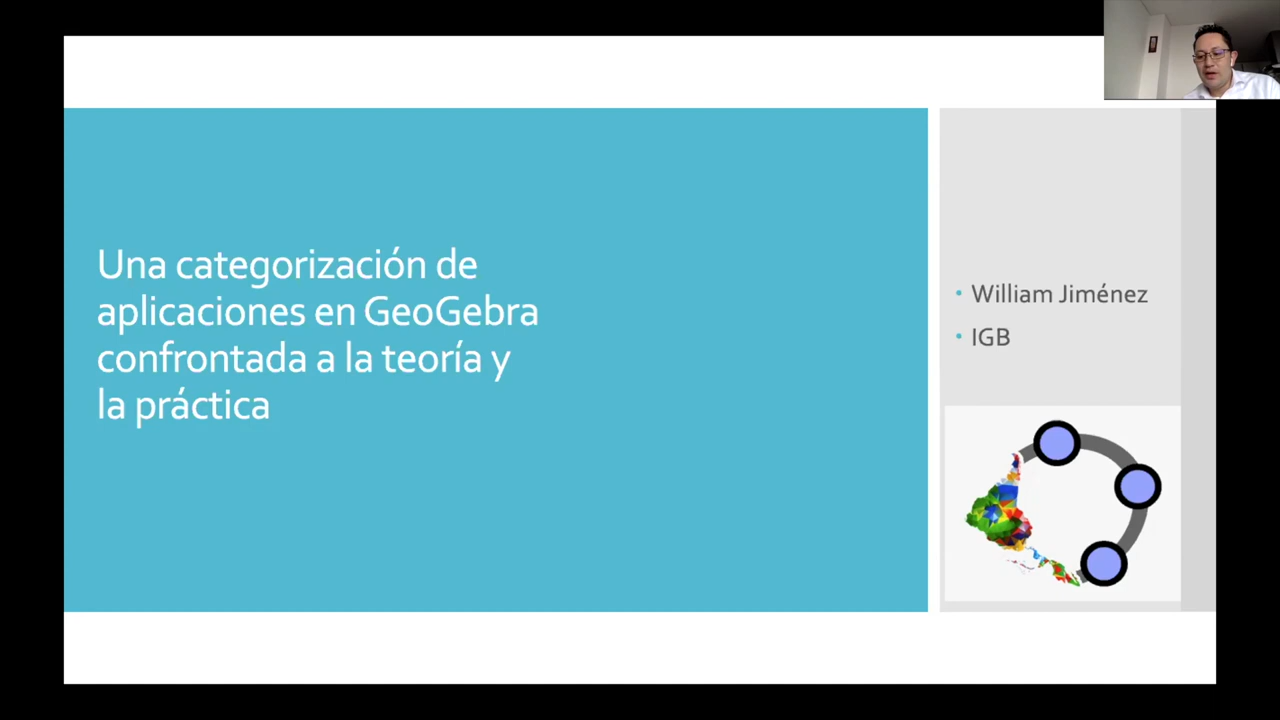 Una categorización de
aplicaciones en GeoGebra
confrontada a la teoría y
la práctica
• William Jiménez
• IGB